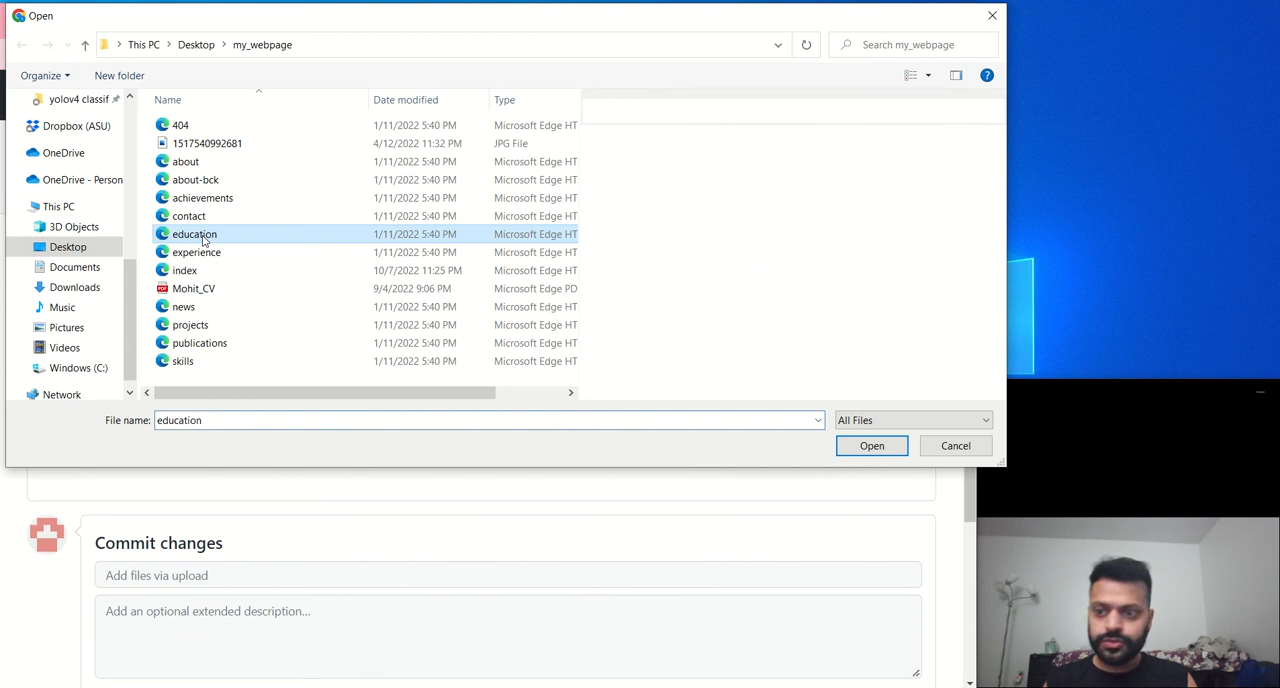 Open
This PC > Desktop > my_webpage
Search my_webpage
Organize
New folder
yolov4 classif
Dropbox (ASU)
OneDrive
OneDrive - Person
This PC
3D Objects
Desktop
Documents
Downloads
Music
Pictures
Videos
Windows (C:)
Network
Name Date modified Type
404 1/11/2022 5:40 PM Microsoft Edge HT
1517540992681 4/12/2022 11:32 PM JPG File
about 1/11/2022 5:40 PM Microsoft Edge HT
about-bck 1/11/2022 5:40 PM Microsoft Edge HT
achievements 1/11/2022 5:40 PM Microsoft Edge HT
contact 1/11/2022 5:40 PM Microsoft Edge HT
education 1/11/2022 5:40 PM Microsoft Edge HT
experience 1/11/2022 5:40 PM Microsoft Edge HT
index 10/7/2022 11:25 PM Microsoft Edge HT
Mohit_CV 9/4/2022 9:06 PM Microsoft Edge PD
news 1/11/2022 5:40 PM Microsoft Edge HT
projects 1/11/2022 5:40 PM Microsoft Edge HT
publications 1/11/2022 5:40 PM Microsoft Edge HT
skills 1/11/2022 5:40 PM Microsoft Edge HT
File name: education
All Files
Open Cancel
Commit changes
Add files via upload
Add an optional extended description...